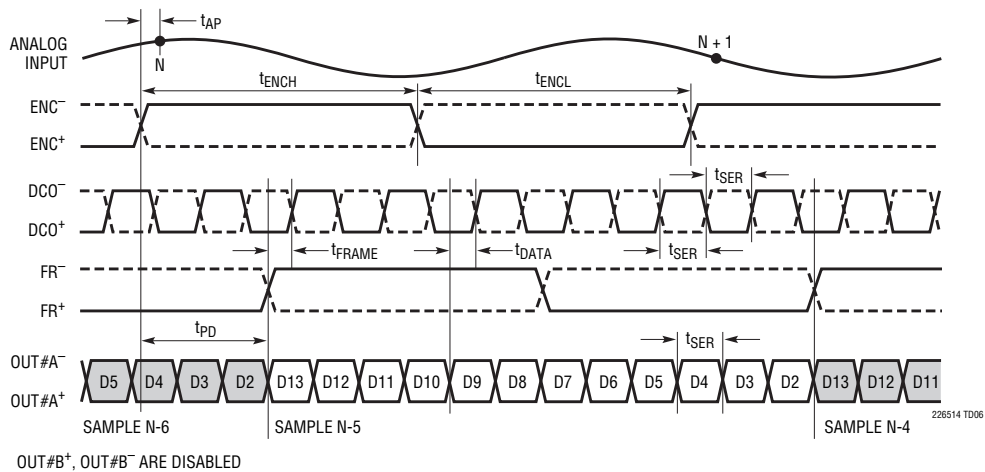 tAP
ANALOG
INPUT
N
N + 1
tENCH
tENCL
ENC–
ENC+
tSER
DCO–
DCO+
tFRAME
tDATA
tSER
FR–
FR+
tPD
tSER
OUT#A–
OUT#A+
D5 D4 D3 D2 D13 D12 D11 D10 D9 D8 D7 D6 D5 D4 D3 D2 D13 D12 D11
226514 TD06
SAMPLE N-6 SAMPLE N-5 SAMPLE N-4
OUT#B+, OUT#B– ARE DISABLED